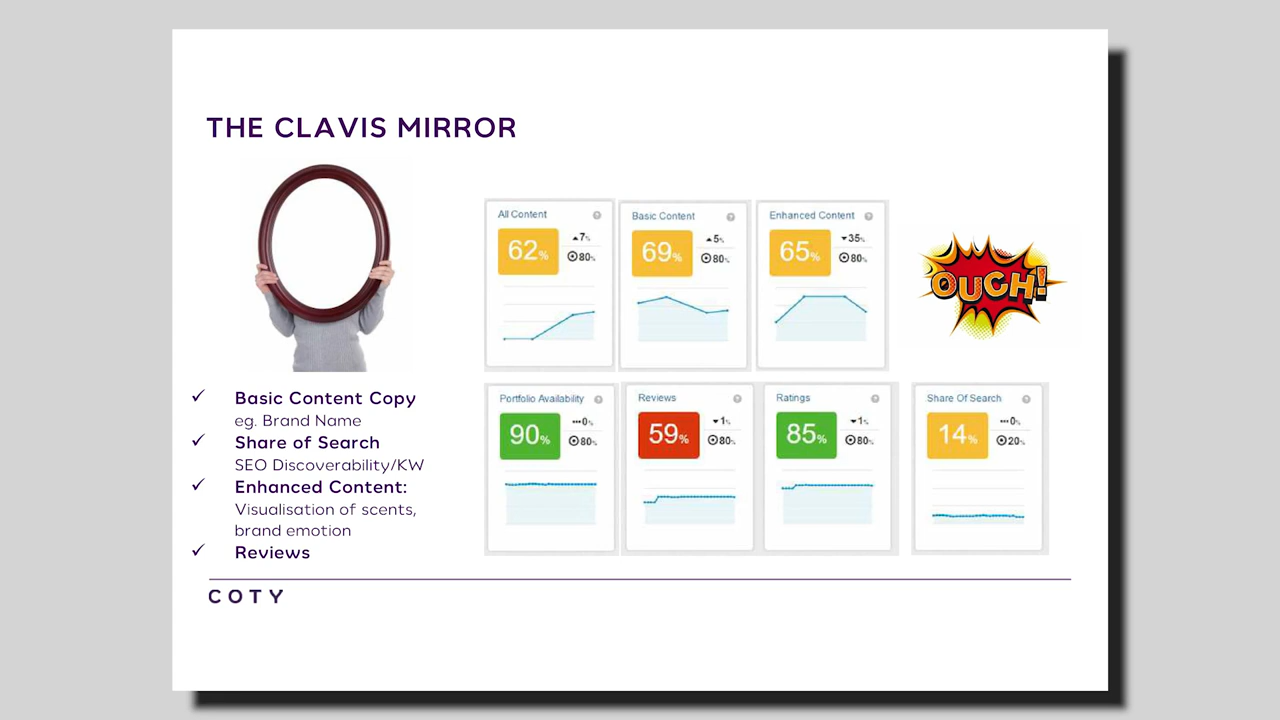 THE CLAVIS MIRROR
All Content
62%
▲7%
80%
Basic Content
69%
▲5%
80%
Enhanced Content
65%
▼35%
80%
OUCH!
Portfolio Availability
90%
0%
80%
Reviews
59%
▼1%
80%
Ratings
85%
▼1%
80%
Share Of Search
14%
0%
20%
✓ Basic Content Copy
eg. Brand Name
✓ Share of Search
SEO Discoverability/KW
✓ Enhanced Content:
Visualisation of scents,
brand emotion
✓ Reviews
COTY